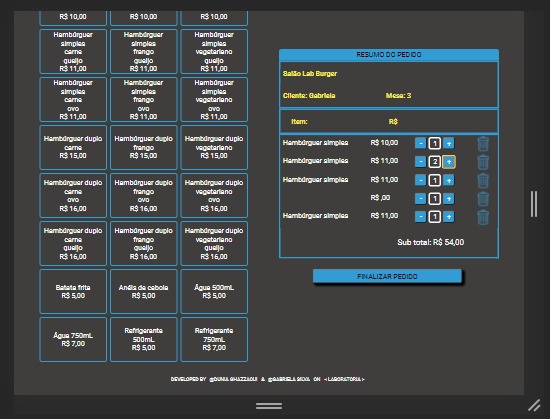 R$ 10,00
R$ 10,00
R$ 10,00
Hambúrguer
simples
carne
queijo
R$ 11,00
Hambúrguer
simples
frango
queijo
R$ 11,00
Hambúrguer
simples
vegetariano
queijo
R$ 11,00
Hambúrguer
simples
carne
ovo
R$ 11,00
Hambúrguer
simples
frango
ovo
R$ 11,00
Hambúrguer
simples
vegetariano
ovo
R$ 11,00
Hambúrguer duplo
carne
R$ 15,00
Hambúrguer duplo
frango
R$ 15,00
Hambúrguer duplo
vegetariano
R$ 15,00
Hambúrguer duplo
carne
ovo
R$ 16,00
Hambúrguer duplo
frango
ovo
R$ 16,00
Hambúrguer duplo
vegetariano
ovo
R$ 16,00
Hambúrguer duplo
carne
queijo
R$ 16,00
Hambúrguer duplo
frango
queijo
R$ 16,00
Hambúrguer duplo
vegetariano
queijo
R$ 16,00
Batata frita
R$ 5,00
Anéis de cebola
R$ 5,00
Água 500mL
R$ 5,00
Água 750mL
R$ 7,00
Refrigerante
500mL
R$ 5,00
Refrigerante
750mL
R$ 7,00
RESUMO DO PEDIDO
Salão Lab Burger
Cliente: Gabriela Mesa: 3
Item: R$
Hambúrguer simples R$ 10,00 - 1 +
Hambúrguer simples R$ 11,00 - 2 +
Hambúrguer simples R$ 11,00 - 1 +
R$ ,00 - 1 +
Hambúrguer simples R$ 11,00 - 1 +
Sub total: R$ 54,00
FINALIZAR PEDIDO
DEVELOPED BY @DUNIA GHAZZAOUI & @GABRIELA SILVA ON < LABORATORIA >